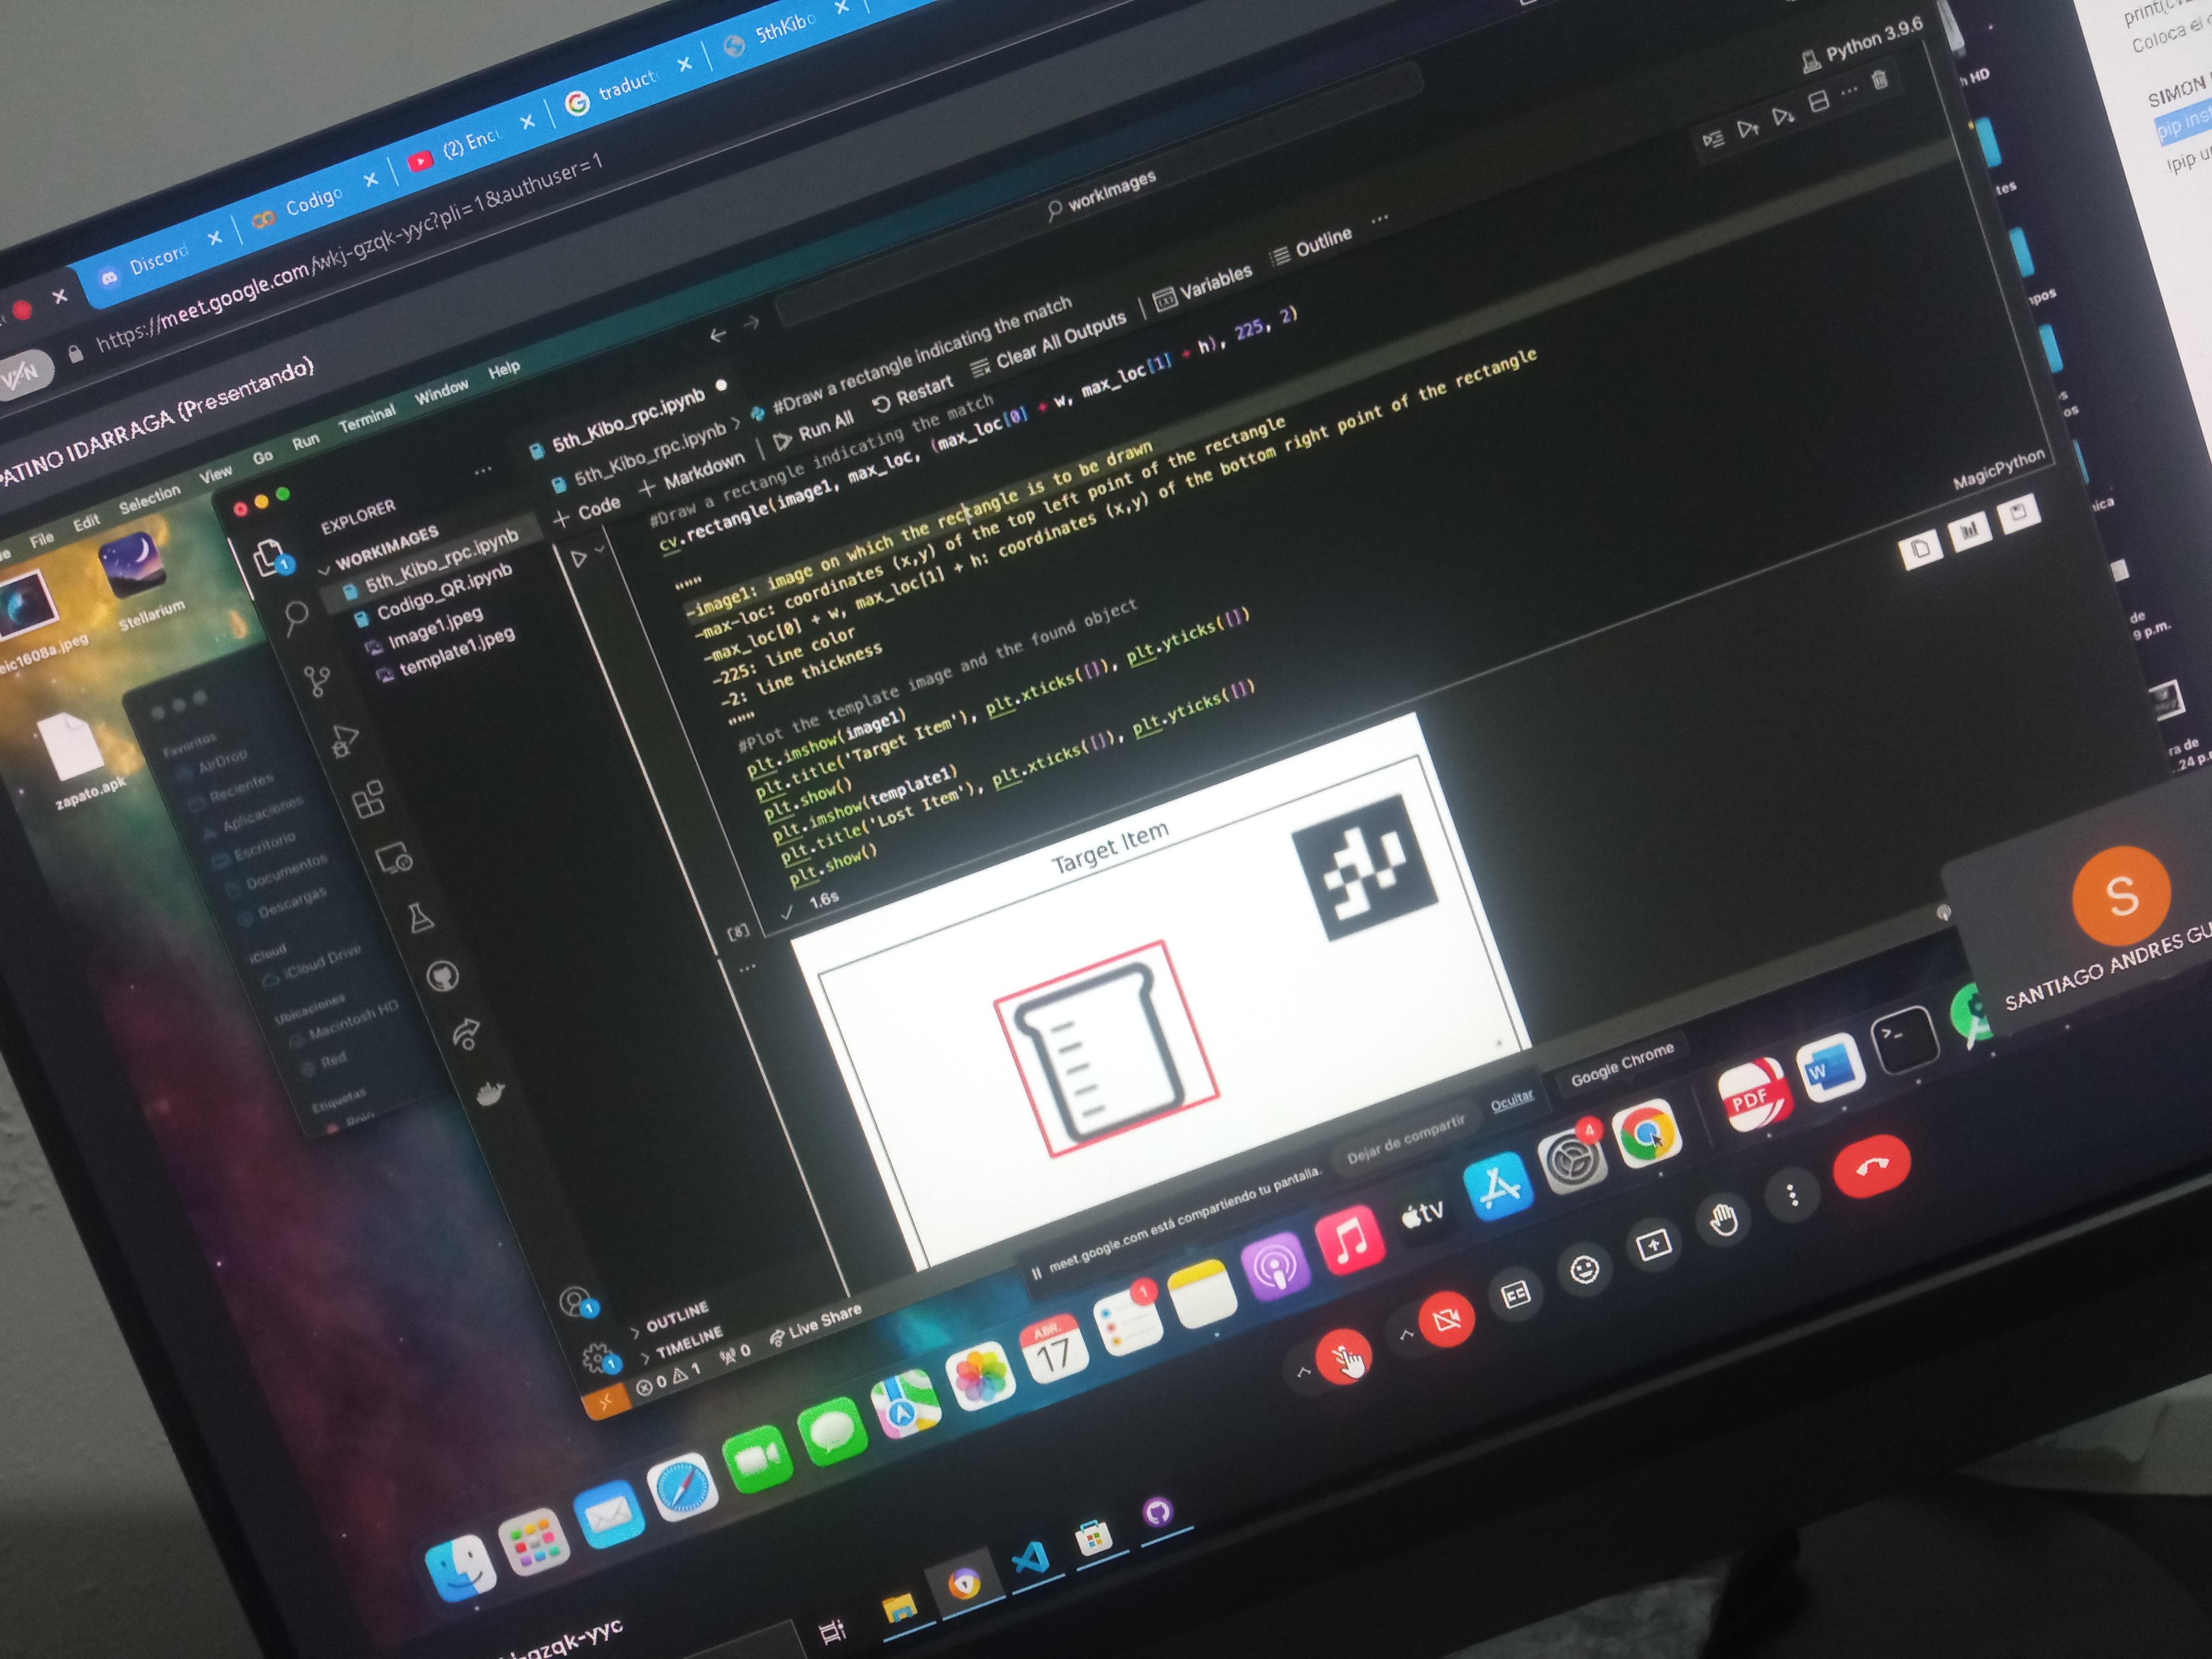 Discord
Codigo
(2) Encu
traduct
5thKibo
https://meet.google.com/wkj-gzqk-yyc?pli=1&authuser=1
PATINO IDARRAGA (Presentando)
File Edit Selection View Go Run Terminal Window Help
workImages
Python 3.9.6
EXPLORER
WORKIMAGES
5th_Kibo_rpc.ipynb
Codigo_QR.ipynb
Image1.jpeg
template1.jpeg
5th_Kibo_rpc.ipynb
5th_Kibo_rpc.ipynb > #Draw a rectangle indicating the match
+ Code + Markdown | Run All Restart Clear All Outputs | Variables Outline ...
#Draw a rectangle indicating the match
cv.rectangle(image1, max_loc, (max_loc[0] + w, max_loc[1] + h), 225, 2)
"""
-image1: image on which the rectangle is to be drawn
-max-loc: coordinates (x,y) of the top left point of the rectangle
-max_loc[0] + w, max_loc[1] + h: coordinates (x,y) of the bottom right point of the rectangle
-225: line color
-2: line thickness
"""
#Plot the template image and the found object
plt.imshow(image1)
plt.title('Target Item'), plt.xticks([]), plt.yticks([])
plt.show()
plt.imshow(template1)
plt.title('Lost Item'), plt.xticks([]), plt.yticks([])
plt.show()
[8]
1.6s
MagicPython
Target Item
eic1608a.jpeg
Stellarium
zapato.apk
Favoritos
AirDrop
Recientes
Aplicaciones
Escritorio
Documentos
Descargas
iCloud
iCloud Drive
Ubicaciones
Macintosh HD
Red
Etiquetas
OUTLINE
TIMELINE
0 1 0 Live Share
meet.google.com está compartiendo tu pantalla.
Dejar de compartir
Ocultar
Google Chrome
S
SANTIAGO ANDRES GU
ABR.
17
1
tv
4
PDF
W
Coloca el
SIMON
pip inst
!pip u
h HD
9 p.m.
gzqk-yyc